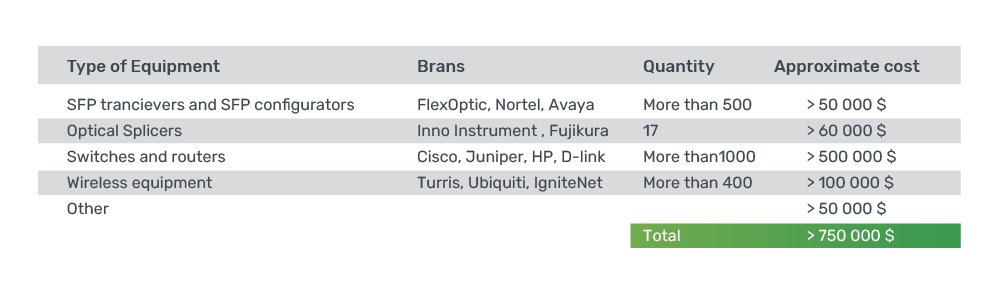 Type of Equipment Brans Quantity Approximate cost
SFP trancievers and SFP configurators FlexOptic, Nortel, Avaya More than 500 > 50 000 $
Optical Splicers Inno Instrument , Fujikura 17 > 60 000 $
Switches and routers Cisco, Juniper, HP, D-link More than1000 > 500 000 $
Wireless equipment Turris, Ubiquiti, IgniteNet More than 400 > 100 000 $
Other > 50 000 $
Total > 750 000 $